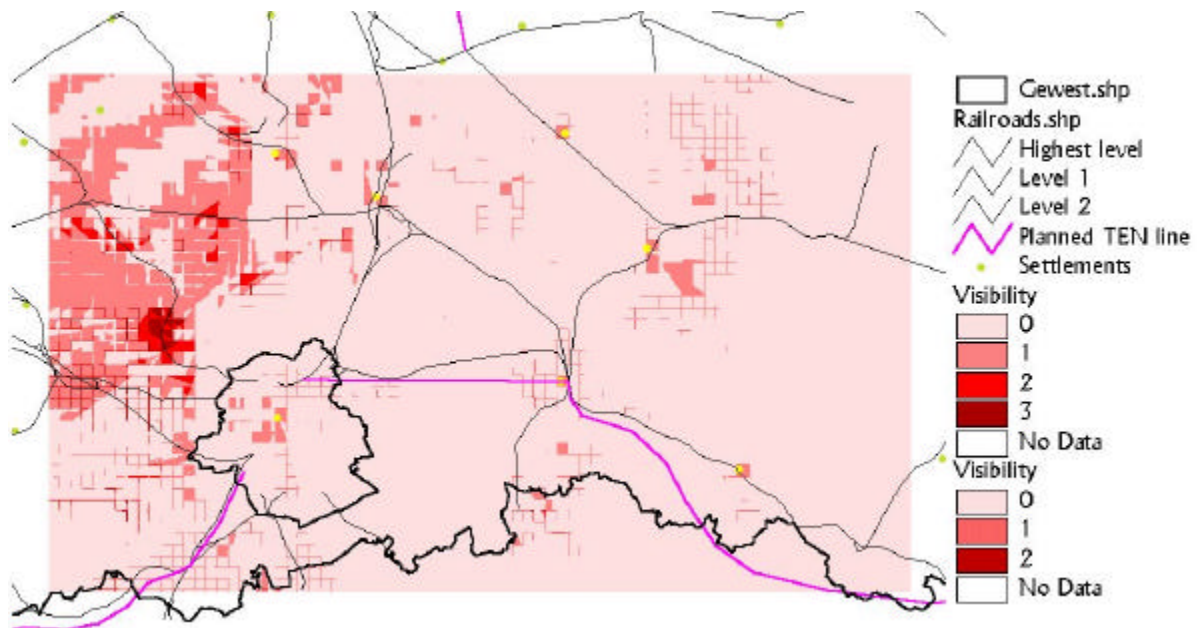 Gewest.shp
Railroads.shp
Highest level
Level 1
Level 2
Planned TEN line
Settlements
Visibility
0
1
2
3
No Data
Visibility
0
1
2
No Data